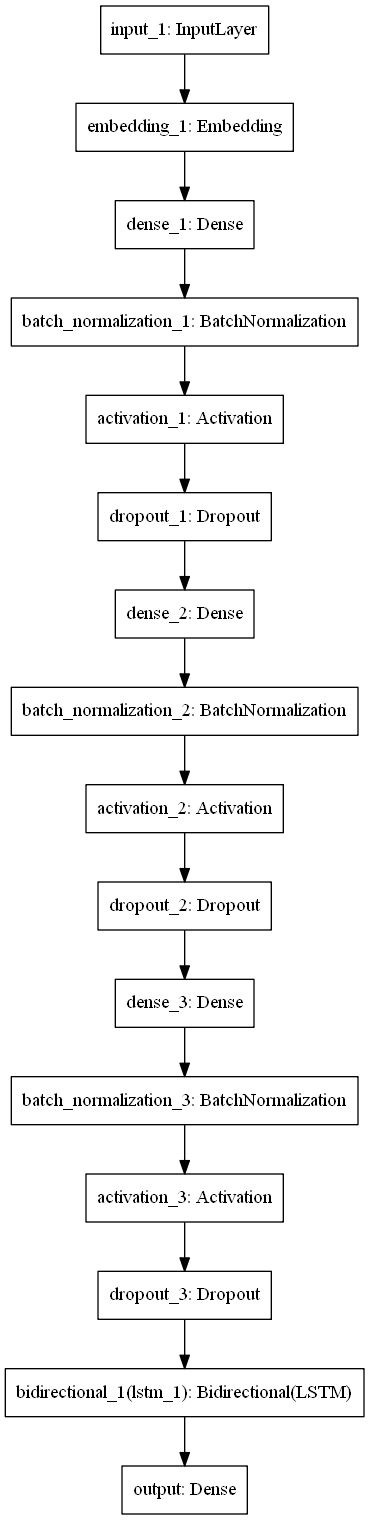 input_1: InputLayer
embedding_1: Embedding
dense_1: Dense
batch_normalization_1: BatchNormalization
activation_1: Activation
dropout_1: Dropout
dense_2: Dense
batch_normalization_2: BatchNormalization
activation_2: Activation
dropout_2: Dropout
dense_3: Dense
batch_normalization_3: BatchNormalization
activation_3: Activation
dropout_3: Dropout
bidirectional_1(lstm_1): Bidirectional(LSTM)
output: Dense